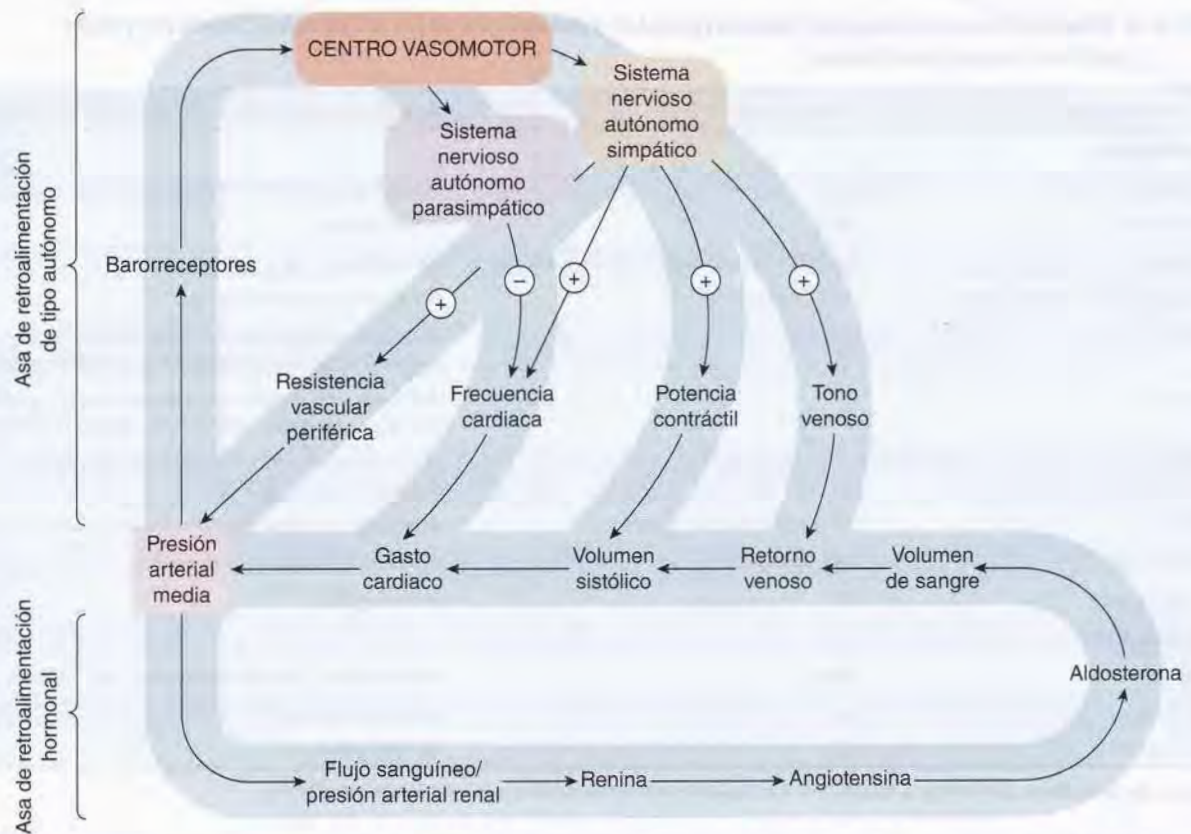 CENTRO VASOMOTOR
Sistema
nervioso
autónomo
simpático
Sistema
nervioso
autónomo
parasimpático
Asa de retroalimentación
de tipo autónomo
Barorreceptores
+
−
+
+
+
Resistencia
vascular
periférica
Frecuencia
cardiaca
Potencia
contráctil
Tono
venoso
Presión
arterial
media
Gasto
cardiaco
Volumen
sistólico
Retorno
venoso
Volumen
de sangre
Asa de retroalimentación
hormonal
Aldosterona
Flujo sanguíneo/
presión arterial renal
Renina
Angiotensina